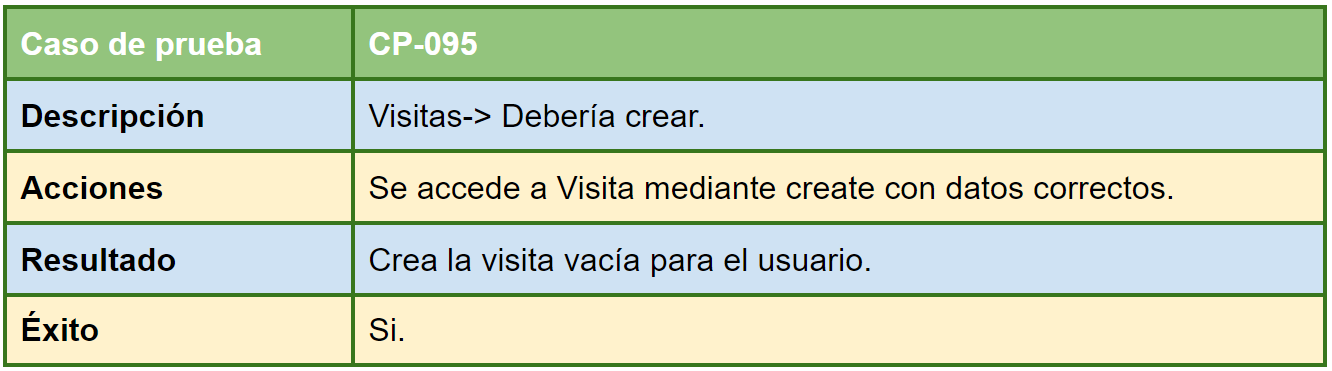 Caso de prueba CP-095
Descripción Visitas-> Debería crear.
Acciones Se accede a Visita mediante create con datos correctos.
Resultado Crea la visita vacía para el usuario.
Éxito Si.